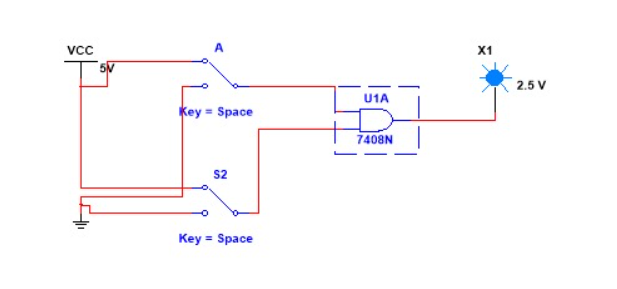 VCC
5V
A
Key = Space
X1
2.5 V
U1A
7408N
S2
Key = Space